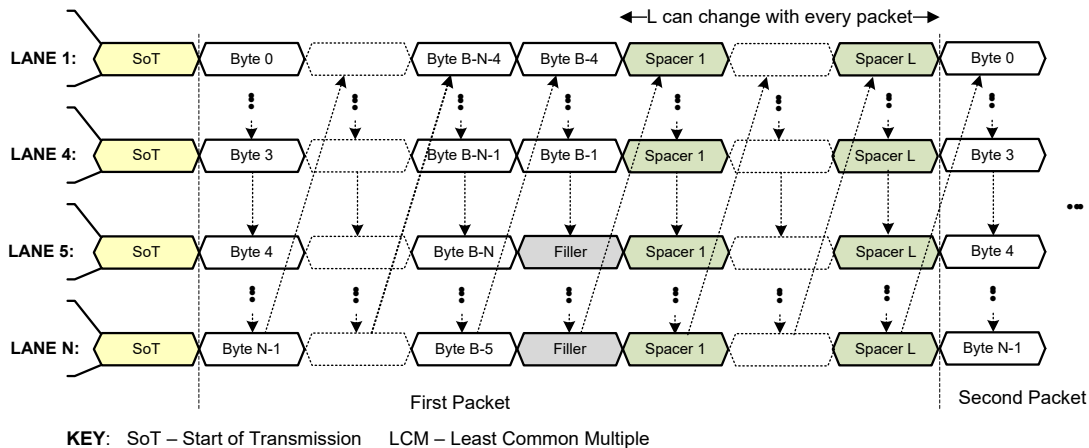 L can change with every packet
LANE 1: SoT Byte 0 Byte B-N-4 Byte B-4 Spacer 1 Spacer L Byte 0
LANE 4: SoT Byte 3 Byte B-N-1 Byte B-1 Spacer 1 Spacer L Byte 3
LANE 5: SoT Byte 4 Byte B-N Filler Spacer 1 Spacer L Byte 4
LANE N: SoT Byte N-1 Byte B-5 Filler Spacer 1 Spacer L Byte N-1
First Packet Second Packet
KEY: SoT – Start of Transmission LCM – Least Common Multiple